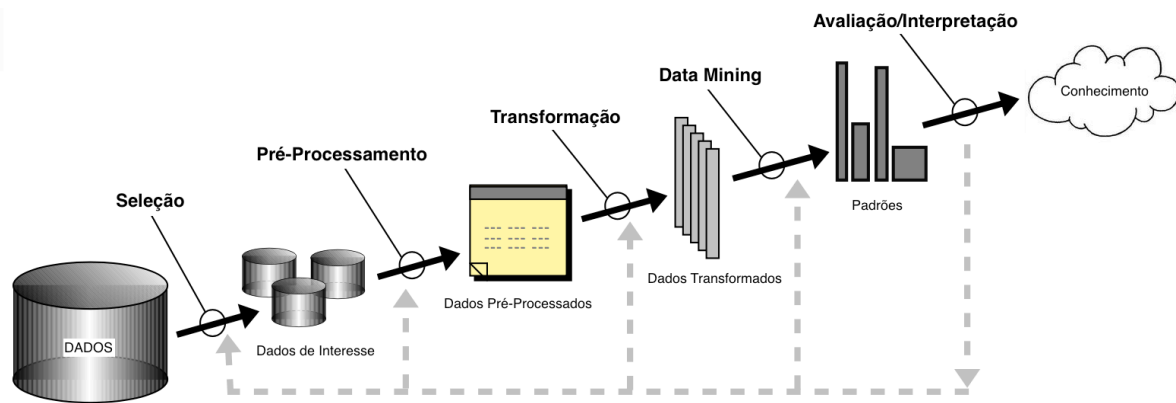 Avaliação/Interpretação
Data Mining
Conhecimento
Transformação
Pré-Processamento
Seleção
Padrões
Dados Transformados
Dados Pré-Processados
DADOS
Dados de Interesse